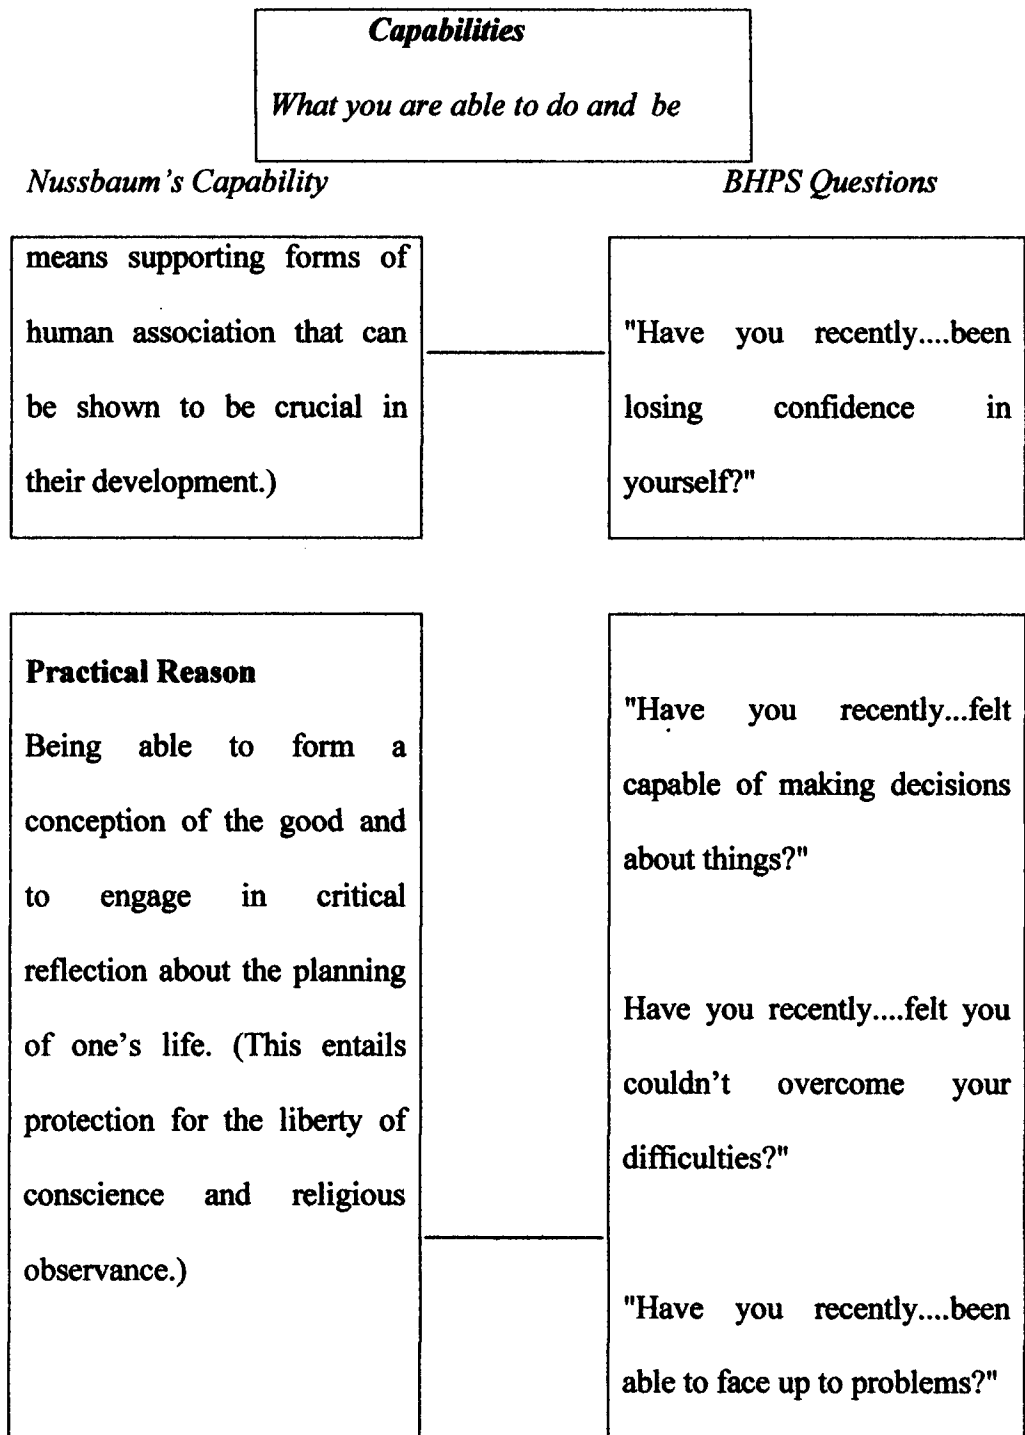 Capabilities
What you are able to do and be
Nussbaum's Capability
BHPS Questions
means supporting forms of
human association that can
be shown to be crucial in
their development.)
"Have you recently....been
losing confidence in
yourself?"
Practical Reason
Being able to form a
conception of the good and
to engage in critical
reflection about the planning
of one's life. (This entails
protection for the liberty of
conscience and religious
observance.)
"Have you recently...felt
capable of making decisions
about things?"
Have you recently....felt you
couldn't overcome your
difficulties?"
"Have you recently....been
able to face up to problems?"